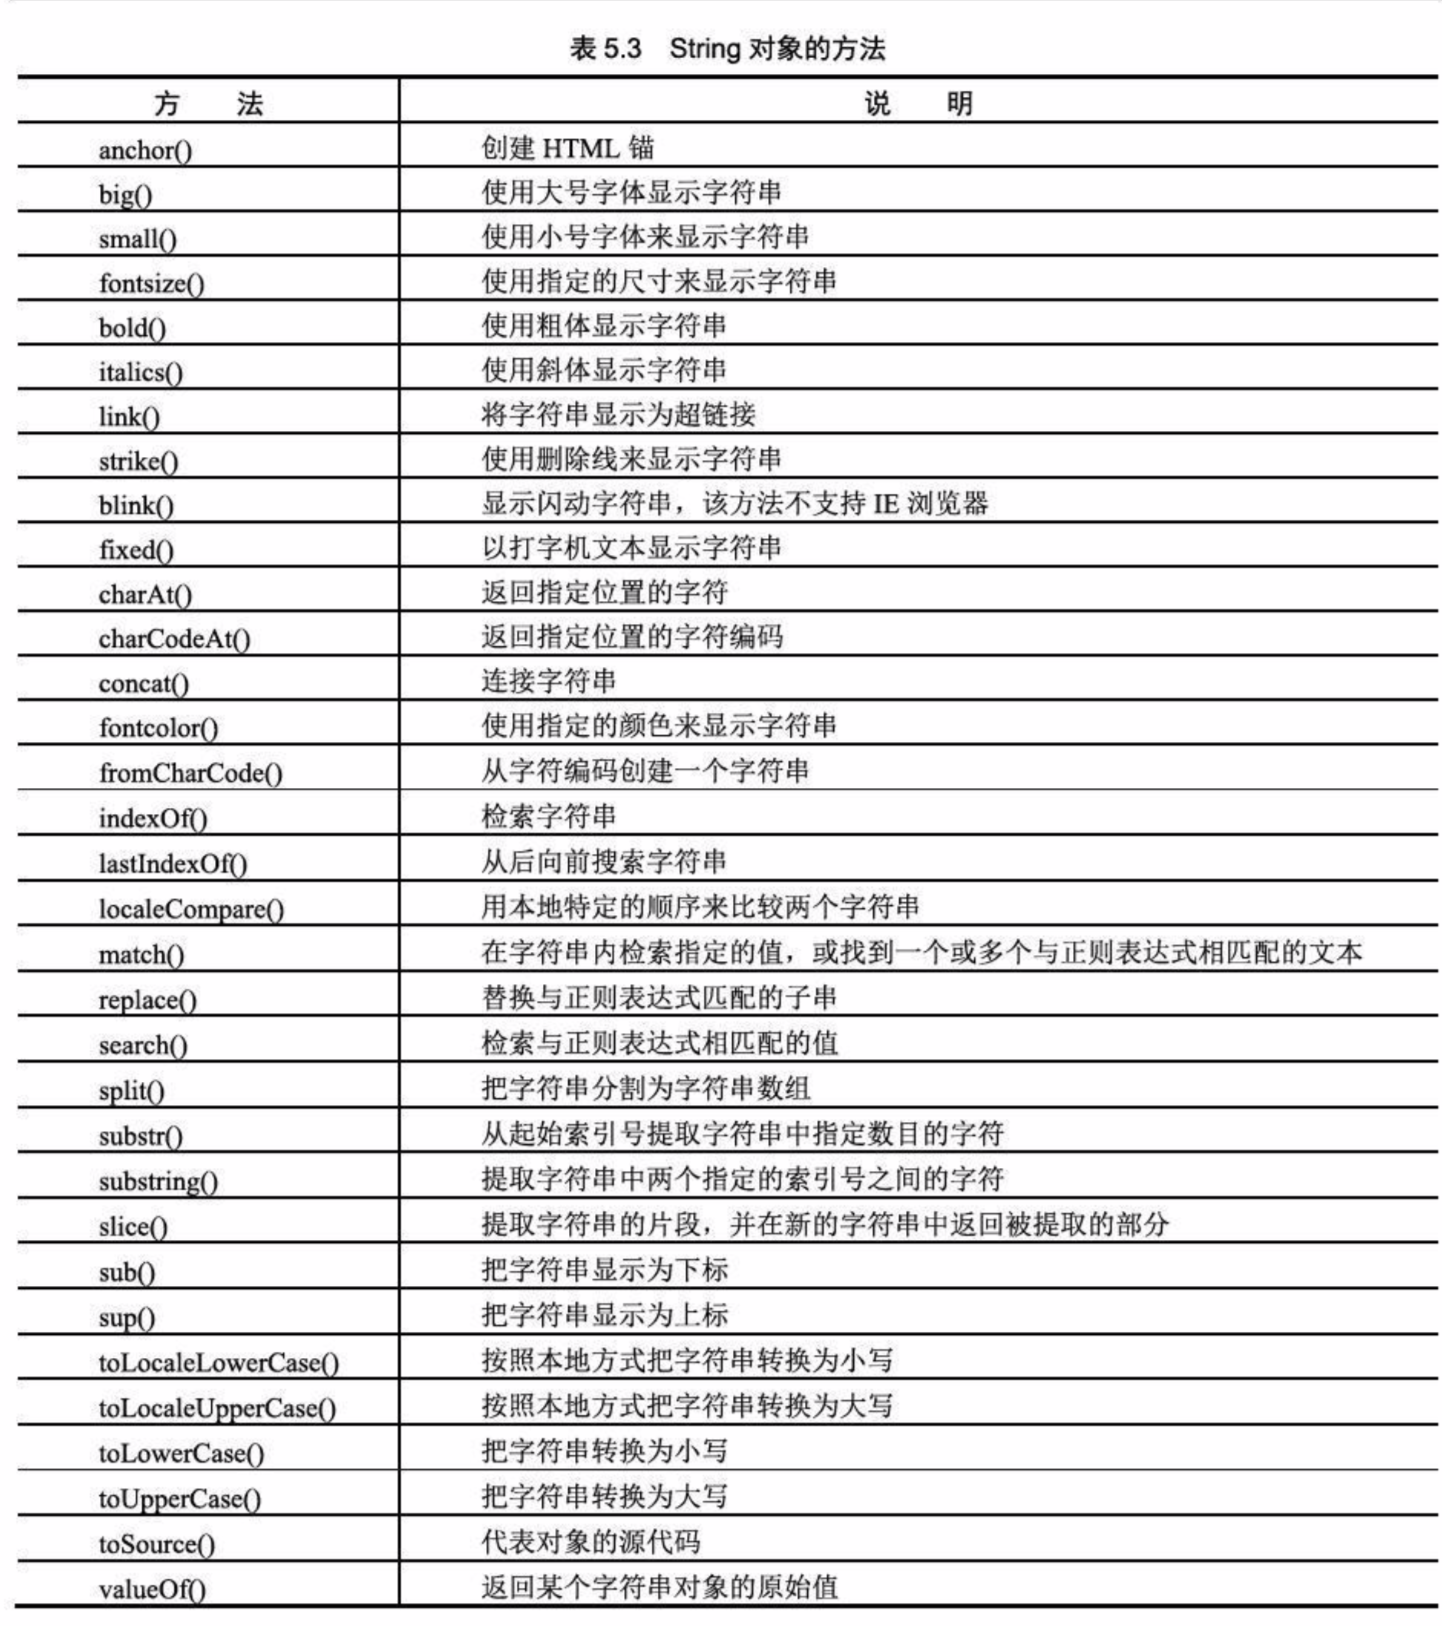 表 5.3 String 对象的方法
方 法 说 明
anchor() 创建 HTML 锚
big() 使用大号字体显示字符串
small() 使用小号字体来显示字符串
fontsize() 使用指定的尺寸来显示字符串
bold() 使用粗体显示字符串
italics() 使用斜体显示字符串
link() 将字符串显示为超链接
strike() 使用删除线来显示字符串
blink() 显示闪动字符串，该方法不支持 IE 浏览器
fixed() 以打字机文本显示字符串
charAt() 返回指定位置的字符
charCodeAt() 返回指定位置的字符编码
concat() 连接字符串
fontcolor() 使用指定的颜色来显示字符串
fromCharCode() 从字符编码创建一个字符串
indexOf() 检索字符串
lastIndexOf() 从后向前搜索字符串
localeCompare() 用本地特定的顺序来比较两个字符串
match() 在字符串内检索指定的值，或找到一个或多个与正则表达式相匹配的文本
replace() 替换与正则表达式匹配的子串
search() 检索与正则表达式相匹配的值
split() 把字符串分割为字符串数组
substr() 从起始索引号提取字符串中指定数目的字符
substring() 提取字符串中两个指定的索引号之间的字符
slice() 提取字符串的片段，并在新的字符串中返回被提取的部分
sub() 把字符串显示为下标
sup() 把字符串显示为上标
toLocaleLowerCase() 按照本地方式把字符串转换为小写
toLocaleUpperCase() 按照本地方式把字符串转换为大写
toLowerCase() 把字符串转换为小写
toUpperCase() 把字符串转换为大写
toSource() 代表对象的源代码
valueOf() 返回某个字符串对象的原始值